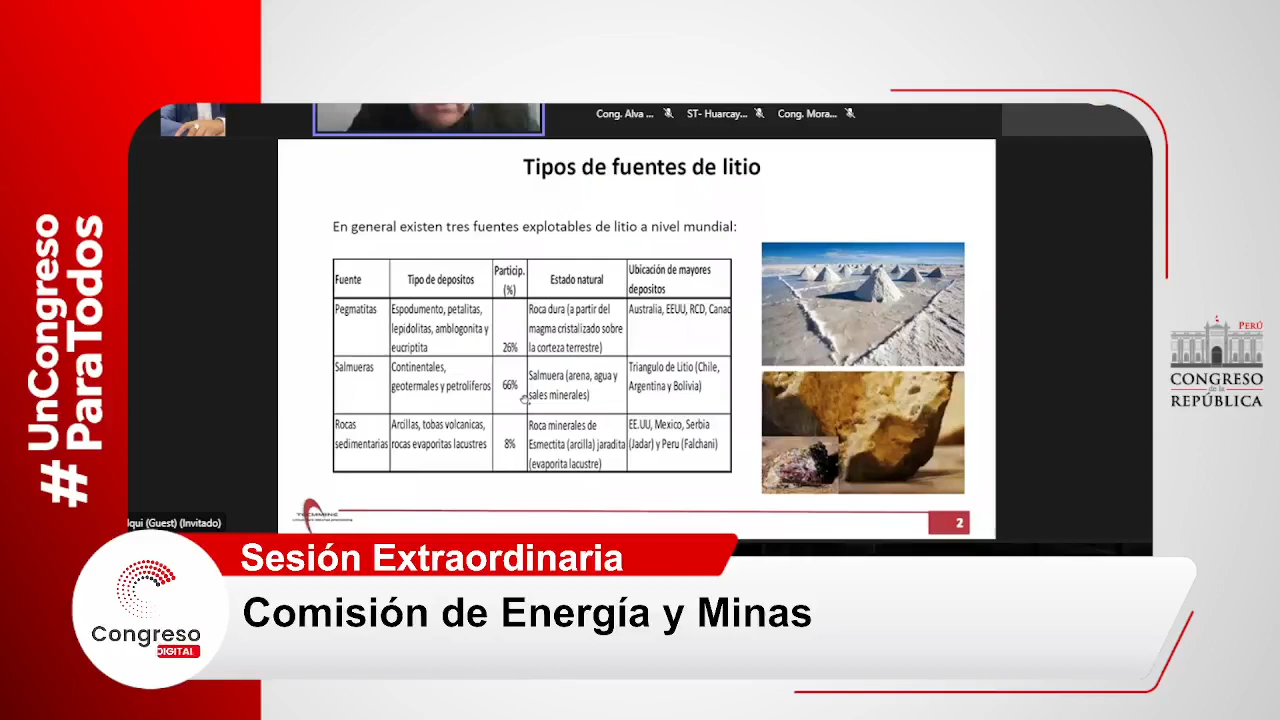 #UnCongreso
ParaTodos
Cong. Alva ...
ST- Huarcay...
Cong. Mora...
Tipos de fuentes de litio
En general existen tres fuentes explotables de litio a nivel mundial:
Fuente
Tipo de depositos
Particip.
(%)
Estado natural
Ubicación de mayores
depositos
Pegmatitas
Espodumento, petalitas,
lepidolitas, amblogonita y
eucriptita
26%
Roca dura (a partir del
magma cristalizado sobre
la corteza terrestre)
Australia, EEUU, RCD, Canad
Salmueras
Continentales,
geotermales y petrolíferos
66%
Salmuera (arena, agua y
sales minerales)
Triangulo de Litio (Chile,
Argentina y Bolivia)
Rocas
sedimentarias
Arcillas, tobas volcanicas,
rocas evaporitas lacustres
8%
Roca minerales de
Esmectita (arcilla) jaradita
(evaporita lacustre)
EE.UU, Mexico, Serbia
(Jadar) y Peru (Falchani)
TECMMINE
2
lqui (Guest) (Invitado)
PERÚ
CONGRESO
de la
REPÚBLICA
Sesión Extraordinaria
Comisión de Energía y Minas
Congreso
DIGITAL